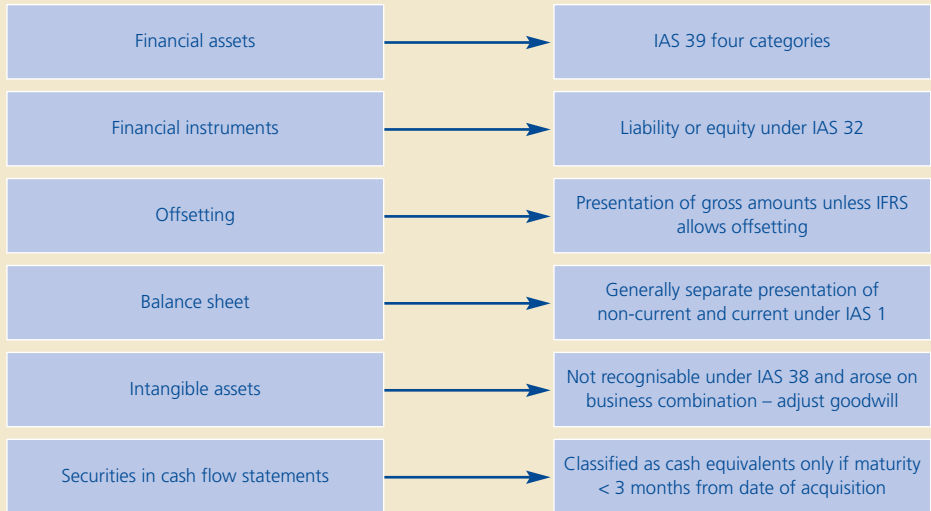 Financial assets
IAS 39 four categories
Financial instruments
Liability or equity under IAS 32
Offsetting
Presentation of gross amounts unless IFRS
allows offsetting
Balance sheet
Generally separate presentation of
non-current and current under IAS 1
Intangible assets
Not recognisable under IAS 38 and arose on
business combination – adjust goodwill
Securities in cash flow statements
Classified as cash equivalents only if maturity
< 3 months from date of acquisition